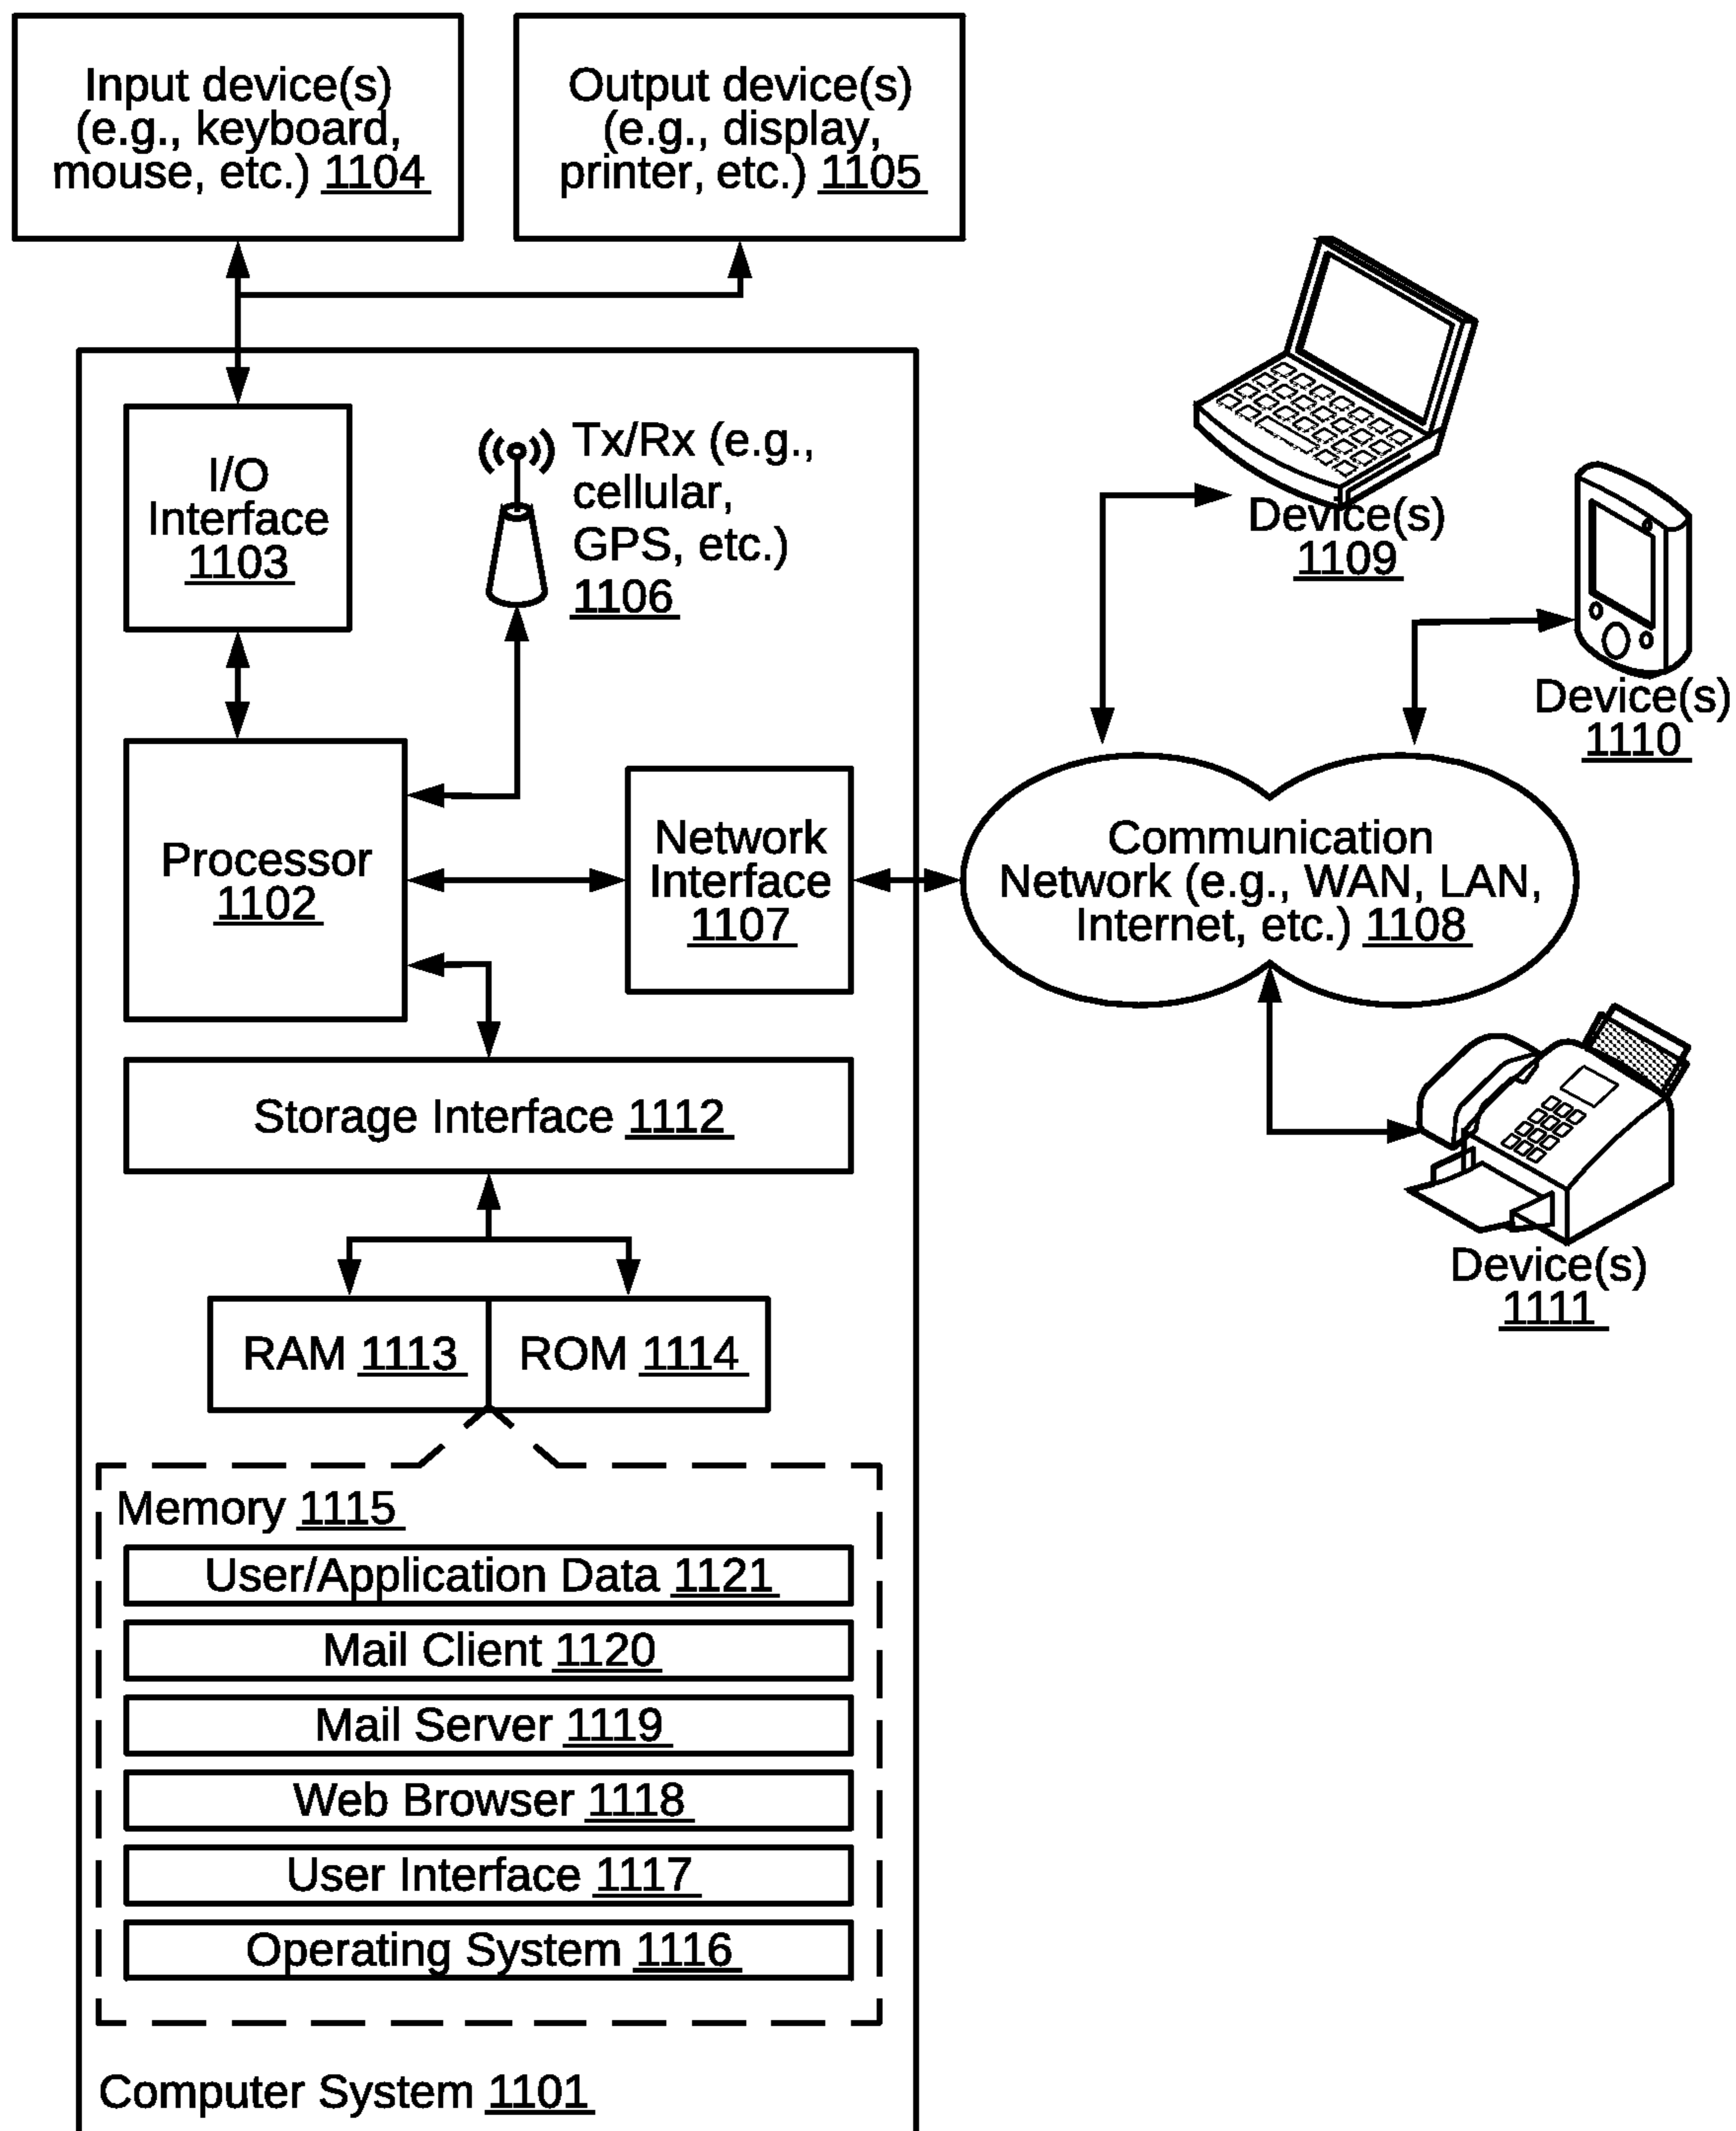 Input device(s)
(e.g., keyboard,
mouse, etc.) 1104
Output device(s)
(e.g., display,
printer, etc.) 1105
I/O
Interface
1103
Tx/Rx (e.g.,
cellular,
GPS, etc.)
1106
Device(s)
1109
Device(s)
1110
Processor
1102
Network
Interface
1107
Communication
Network (e.g., WAN, LAN,
Internet, etc.) 1108
Storage Interface 1112
Device(s)
1111
RAM 1113
ROM 1114
Memory 1115
User/Application Data 1121
Mail Client 1120
Mail Server 1119
Web Browser 1118
User Interface 1117
Operating System 1116
Computer System 1101